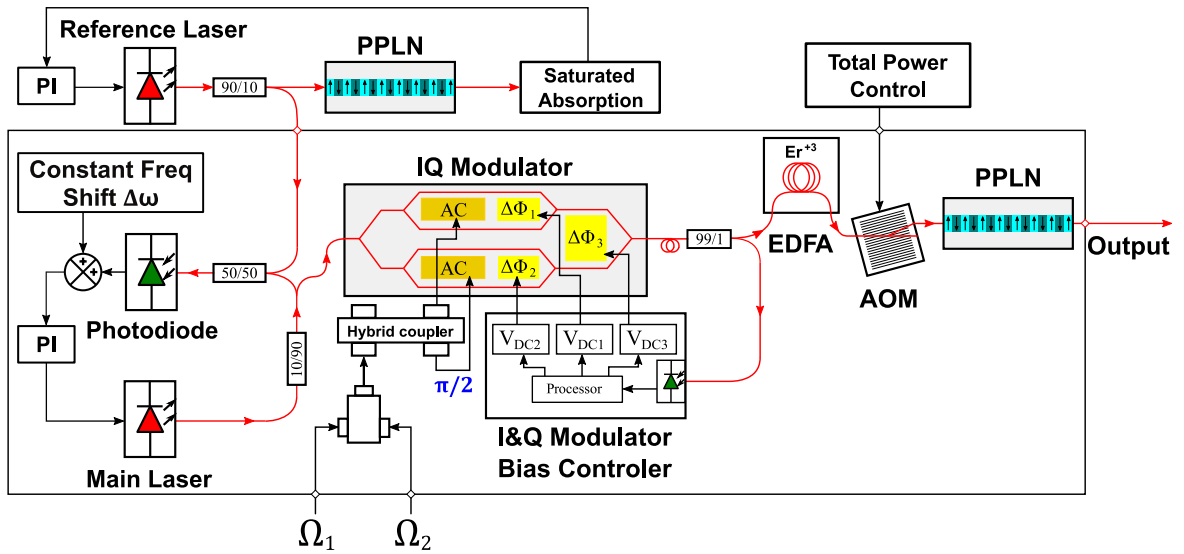 Reference Laser
PI
90/10
PPLN
Saturated
Absorption
Total Power
Control
Constant Freq
Shift Δω
IQ Modulator
AC
ΔΦ1
AC
ΔΦ2
ΔΦ3
Er+3
EDFA
99/1
AOM
PPLN
Output
50/50
Photodiode
PI
10/90
Main Laser
Hybrid coupler
π/2
VDC2
VDC1
VDC3
Processor
I&Q Modulator
Bias Controler
Ω1
Ω2